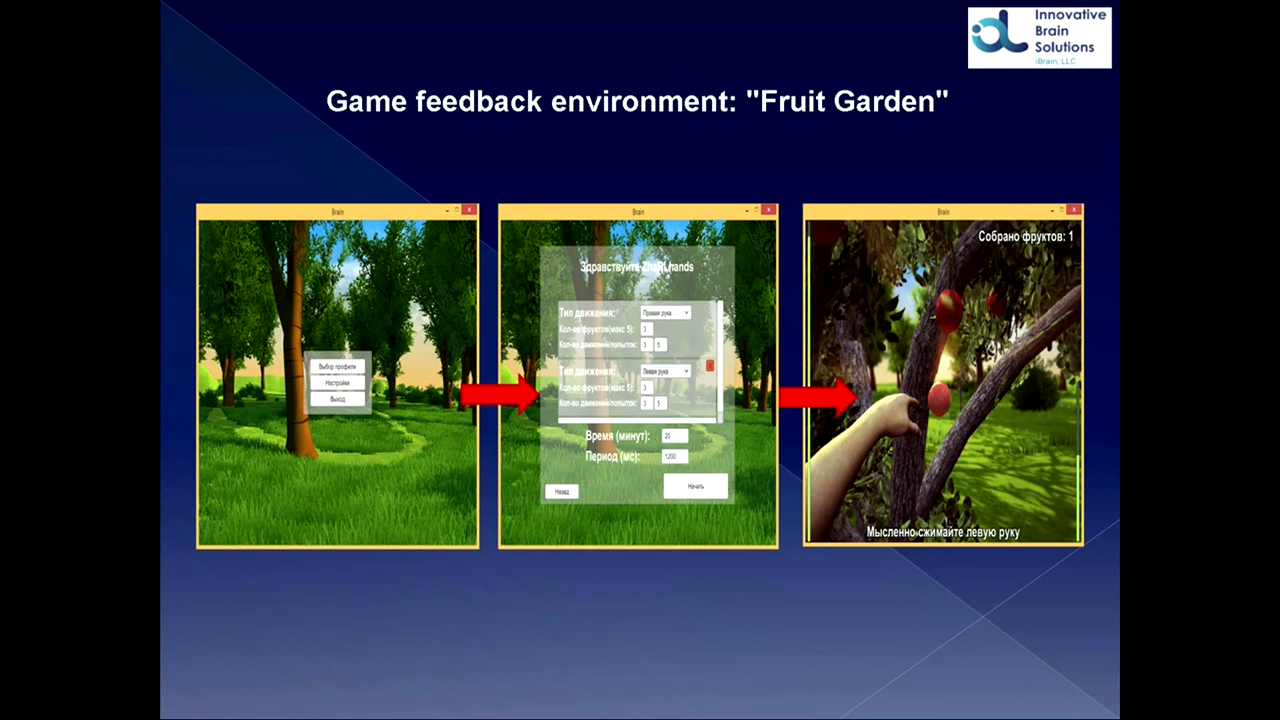 Innovative
Brain
Solutions
iBrain, LLC
Game feedback environment: "Fruit Garden"
Brain
Выбор профиля
Настройки
Выход
Brain
Здравствуйте
hands
Тип движения: Правая рука
Кол-во фруктов(макс 5): 3
Кол-во движений/попыток: 3 5
Тип движения: Левая рука
Кол-во фруктов(макс 5): 3
Кол-во движений/попыток: 3 5
Время (минут): 20
Период (мс): 1200
Назад
Начать
Brain
Собрано фруктов: 1
Мысленно сжимайте левую руку